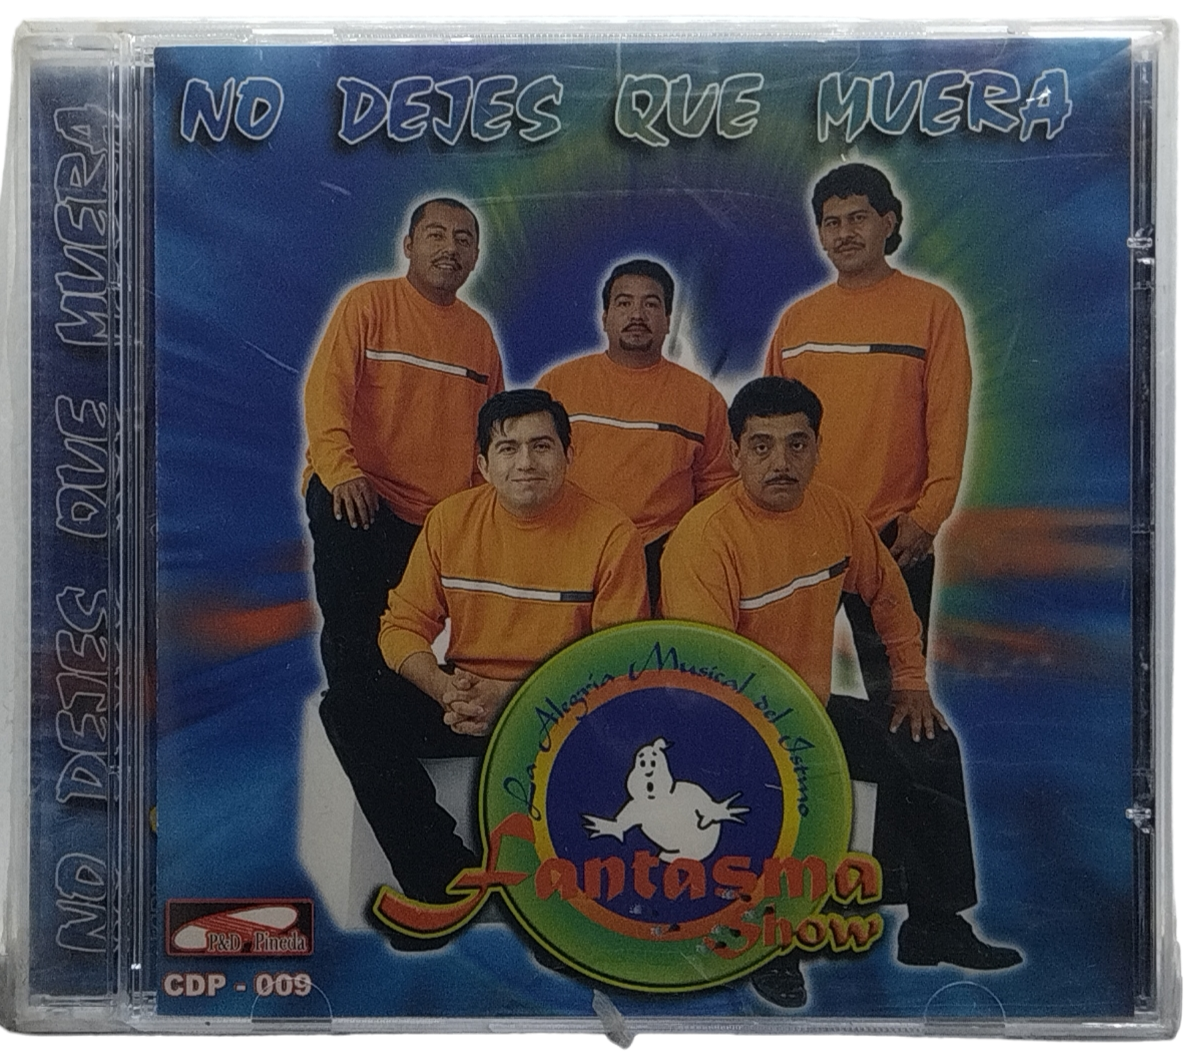 NO DEJES QUE MUERA
NO DEJES QUE MUERA
La Alegría Musical del Istmo
Fantasma
Show
P&D Pineda
CDP - 009